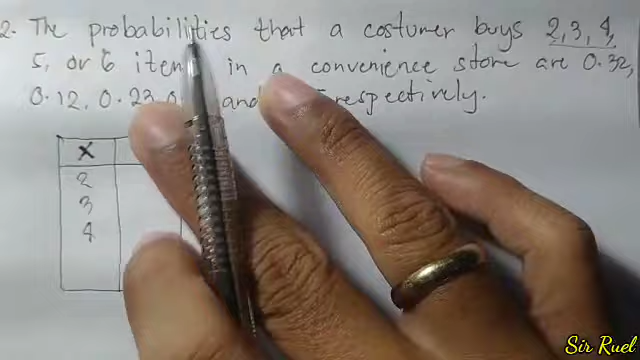 2. The probabilities that a costumer buys 2, 3, 4,
5, or 6 item in a convenience store are 0.32,
0.12, 0.23, and respectively.
X
2
3
4
Sir Ruel